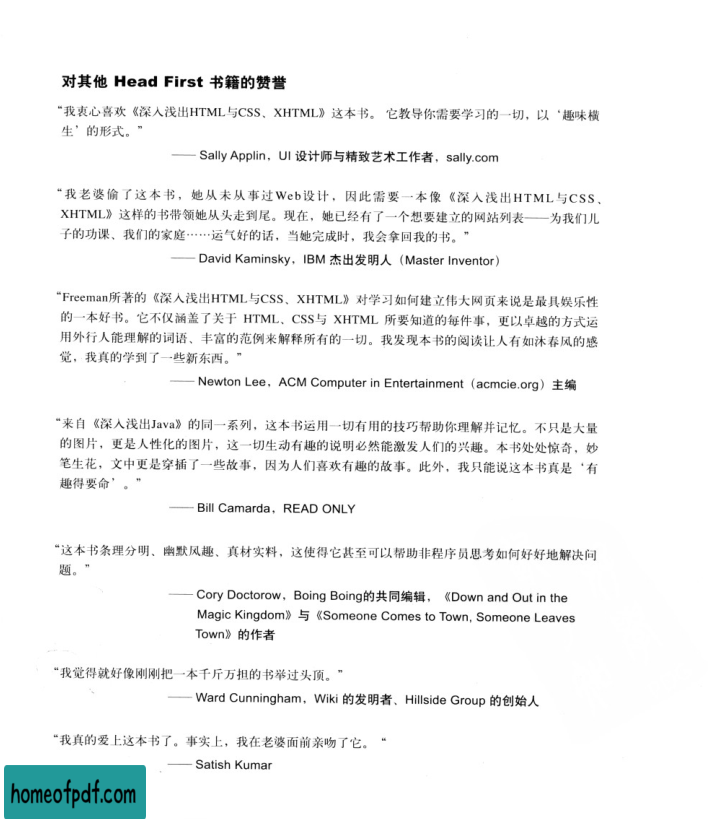 对其他 Head First 书籍的赞誉
“我衷心喜欢《深入浅出HTML与CSS、XHTML》这本书。 它教导你需要学习的一切，以‘趣味横
生’的形式。”
—— Sally Applin，UI 设计师与精致艺术工作者，sally.com
“我老婆偷了这本书，她从未从事过Web设计，因此需要一本像《深入浅出HTML与CSS、
XHTML》这样的书带领她从头走到尾。现在，她已经有了一个想要建立的网站列表——为我们儿
子的功课、我们的家庭……运气好的话，当她完成时，我会拿回我的书。”
—— David Kaminsky，IBM 杰出发明人（Master Inventor）
“Freeman所著的《深入浅出HTML与CSS、XHTML》对学习如何建立伟大网页来说是最具娱乐性
的一本好书。它不仅涵盖了关于 HTML、CSS与 XHTML 所要知道的每件事，更以卓越的方式运
用外行人能理解的词语、丰富的范例来解释所有的一切。我发现本书的阅读让人有如沐春风的感
觉，我真的学到了一些新东西。”
—— Newton Lee，ACM Computer in Entertainment（acmcie.org）主编
“来自《深入浅出Java》的同一系列，这本书运用一切有用的技巧帮助你理解并记忆。不只是大量
的图片，更是人性化的图片，这一切生动有趣的说明必然能激发人们的兴趣。本书处处惊奇，妙
笔生花，文中更是穿插了一些故事，因为人们喜欢有趣的故事。此外，我只能说这本书真是‘有
趣得要命’。”
—— Bill Camarda，READ ONLY
“这本书条理分明、幽默风趣、真材实料，这使得它甚至可以帮助非程序员思考如何好好地解决问
题。”
—— Cory Doctorow，Boing Boing的共同编辑，《Down and Out in the
Magic Kingdom》与《Someone Comes to Town, Someone Leaves
Town》的作者
“我觉得就好像刚刚把一本千斤万担的书举过头顶。”
—— Ward Cunningham，Wiki 的发明者、Hillside Group 的创始人
“我真的爱上这本书了。事实上，我在老婆面前亲吻了它。“
—— Satish Kumar
homeofpdf.com